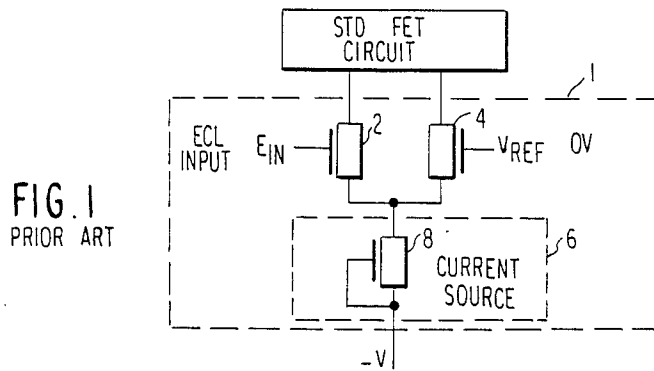 STD FET
CIRCUIT
1
ECL
INPUT
E_IN
2
4
V_REF 0V
FIG. 1
PRIOR ART
8
6
CURRENT
SOURCE
-V